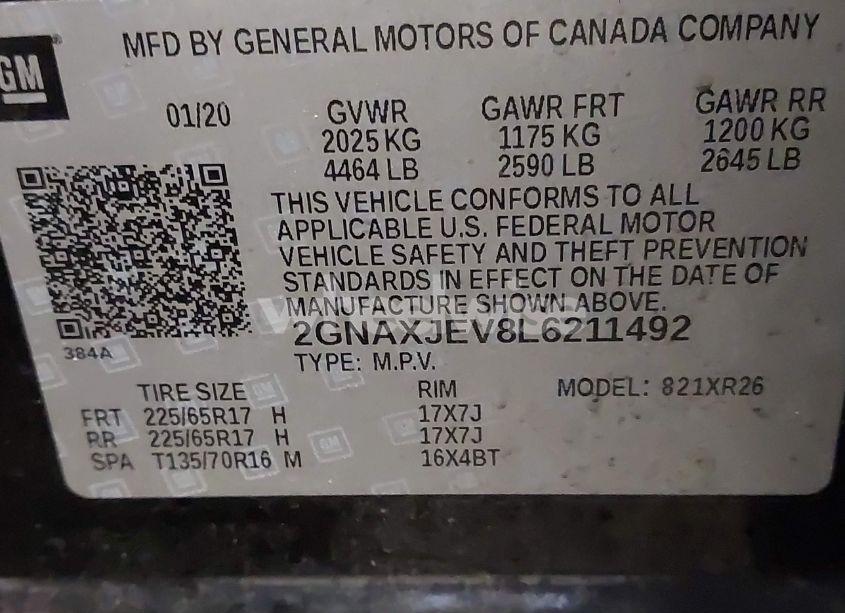 MFD BY GENERAL MOTORS OF CANADA COMPANY
GM
01/20 GVWR GAWR FRT GAWR RR
2025 KG 1175 KG 1200 KG
4464 LB 2590 LB 2645 LB
THIS VEHICLE CONFORMS TO ALL
APPLICABLE U.S. FEDERAL MOTOR
VEHICLE SAFETY AND THEFT PREVENTION
STANDARDS IN EFFECT ON THE DATE OF
MANUFACTURE SHOWN ABOVE.
2GNAXJEV8L6211492
384A
TYPE: M.P.V.
TIRE SIZE RIM MODEL: 821XR26
FRT 225/65R17 H 17X7J
RR 225/65R17 H 17X7J
SPA T135/70R16 M 16X4BT